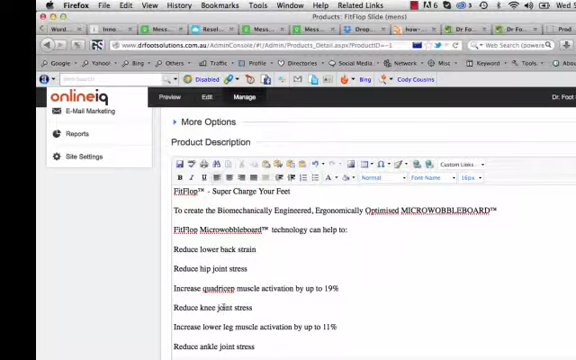 Firefox File Edit View History Bookmarks Tools Window Help
Products: FitFlop Slide (mens)
www.drfootsolutions.com.au/AdminConsole/#!/Admin/Products_Detail.aspx?ProductID=-1
Google Bing Others Traffic Profile Directories Social Media Network Misc Keyword Tools
Disabled Cody Cousins
onlineiq Preview Edit Manage Dr. Foot
E-Mail Marketing
Reports
Site Settings
More Options
Product Description
Custom Links...
Normal Font Name 16px
FitFlop™ - Super Charge Your Feet
To create the Biomechanically Engineered, Ergonomically Optimised MICROWOBBLEBOARD™
FitFlop Microwobbleboard™ technology can help to:
Reduce lower back strain
Reduce hip joint stress
Increase quadricep muscle activation by up to 19%
Reduce knee joint stress
Increase lower leg muscle activation by up to 11%
Reduce ankle joint stress